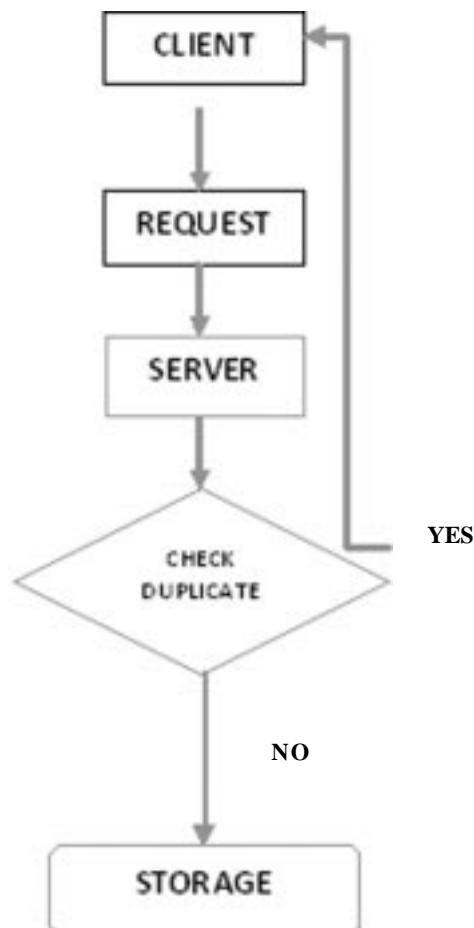 CLIENT
REQUEST
SERVER
YES
CHECK
DUPLICATE
NO
STORAGE